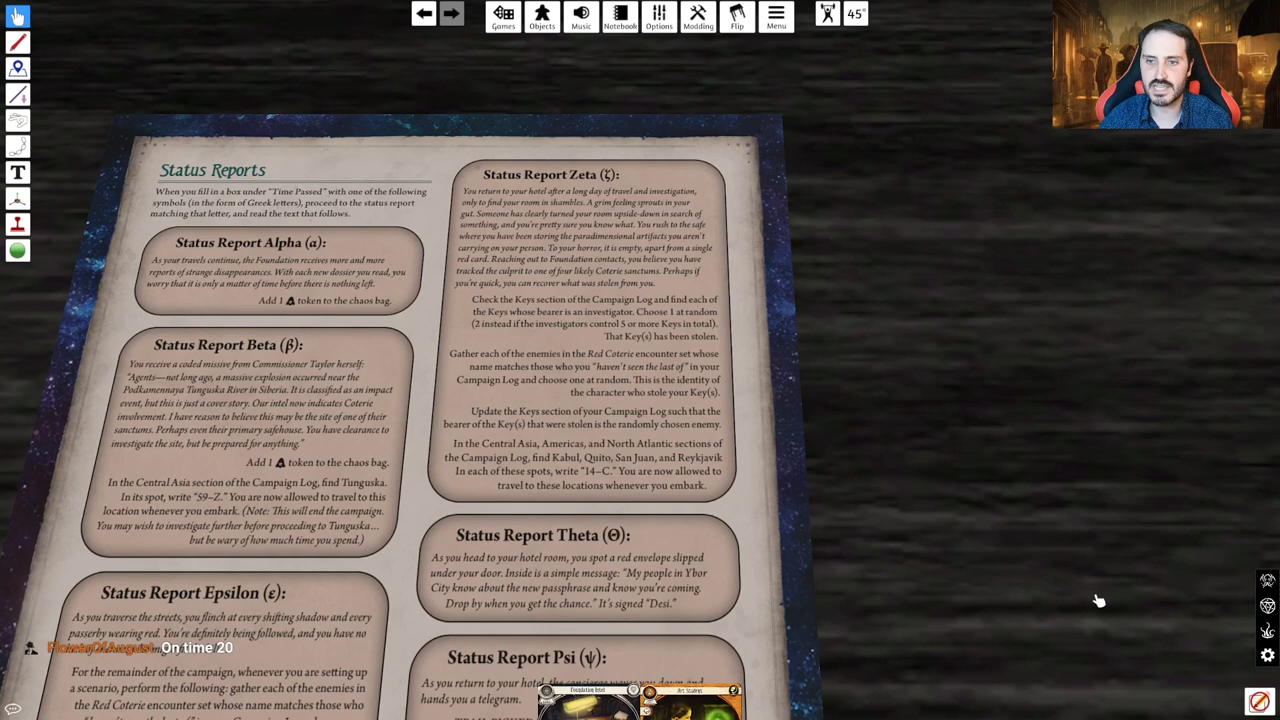 Games
Objects
Music
Notebook
Options
Modding
Flip
Menu
45°
Status Reports
When you fill in a box under "Time Passed" with one of the following
symbols (in the form of Greek letters), proceed to the status report
matching that letter, and read the text that follows.
Status Report Alpha (α):
As your travels continue, the Foundation receives more and more
reports of strange disappearances. With each new dossier you read, you
worry that it is only a matter of time before there is nothing left.
Add 1 token to the chaos bag.
Status Report Beta (β):
You receive a coded missive from Commissioner Taylor herself:
"Agents—not long ago, a massive explosion occurred near the
Podkamennaya Tunguska River in Siberia. It is classified as an impact
event, but this is just a cover story. Our intel now indicates Coterie
involvement. I have reason to believe this may be the site of one of their
sanctums. Perhaps even their primary safehouse. You have clearance to
investigate the site, but be prepared for anything."
Add 1 token to the chaos bag.
In the Central Asia section of the Campaign Log, find Tunguska.
In its spot, write "59–Z." You are now allowed to travel to this
location whenever you embark. (Note: This will end the campaign.
You may wish to investigate further before proceeding to Tunguska…
but be wary of how much time you spend.)
Status Report Epsilon (ε):
As you traverse the streets, you flinch at every shifting shadow and every
passerby wearing red. You're definitely being followed, and you have no
FlowerOfAugust On time 20
For the remainder of the campaign, whenever you are setting up
a scenario, perform the following: gather each of the enemies in
the Red Coterie encounter set whose name matches those who
Status Report Zeta (ζ):
You return to your hotel after a long day of travel and investigation,
only to find your room in shambles. A grim feeling sprouts in your
gut. Someone has clearly turned your room upside-down in search of
something, and you're pretty sure you know what. You rush to the safe
where you have been storing the paradimensional artifacts you aren't
carrying on your person. To your horror, it is empty, apart from a single
red card. Reaching out to Foundation contacts, you believe you have
tracked the culprit to one of four likely Coterie sanctums. Perhaps if
you're quick, you can recover what was stolen from you.
Check the Keys section of the Campaign Log and find each of
the Keys whose bearer is an investigator. Choose 1 at random
(2 instead if the investigators control 5 or more Keys in total).
That Key(s) has been stolen.
Gather each of the enemies in the Red Coterie encounter set whose
name matches those who you "haven't seen the last of" in your
Campaign Log and choose one at random. This is the identity of
the character who stole your Key(s).
Update the Keys section of your Campaign Log such that the
bearer of the Key(s) that were stolen is the randomly chosen enemy.
In the Central Asia, Americas, and North Atlantic sections of
the Campaign Log, find Kabul, Quito, San Juan, and Reykjavik
In each of these spots, write "14–C." You are now allowed to
travel to these locations whenever you embark.
Status Report Theta (Θ):
As you head to your hotel room, you spot a red envelope slipped
under your door. Inside is a simple message: "My people in Ybor
City know about the new passphrase and know you're coming.
Drop by when you get the chance." It's signed "Desi."
Status Report Psi (ψ):
As you return to your hotel, the concierge waves you down and
hands you a telegram.
Foundation Intel
Art Student